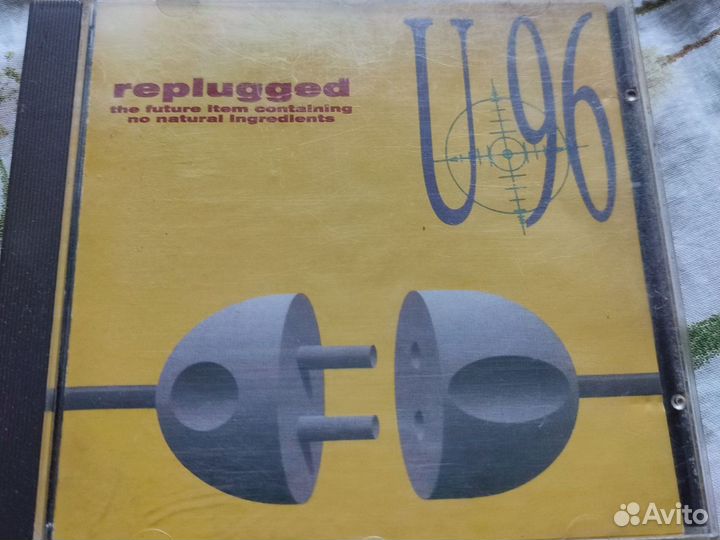 replugged
the future item containing
no natural ingredients
U96
Avito